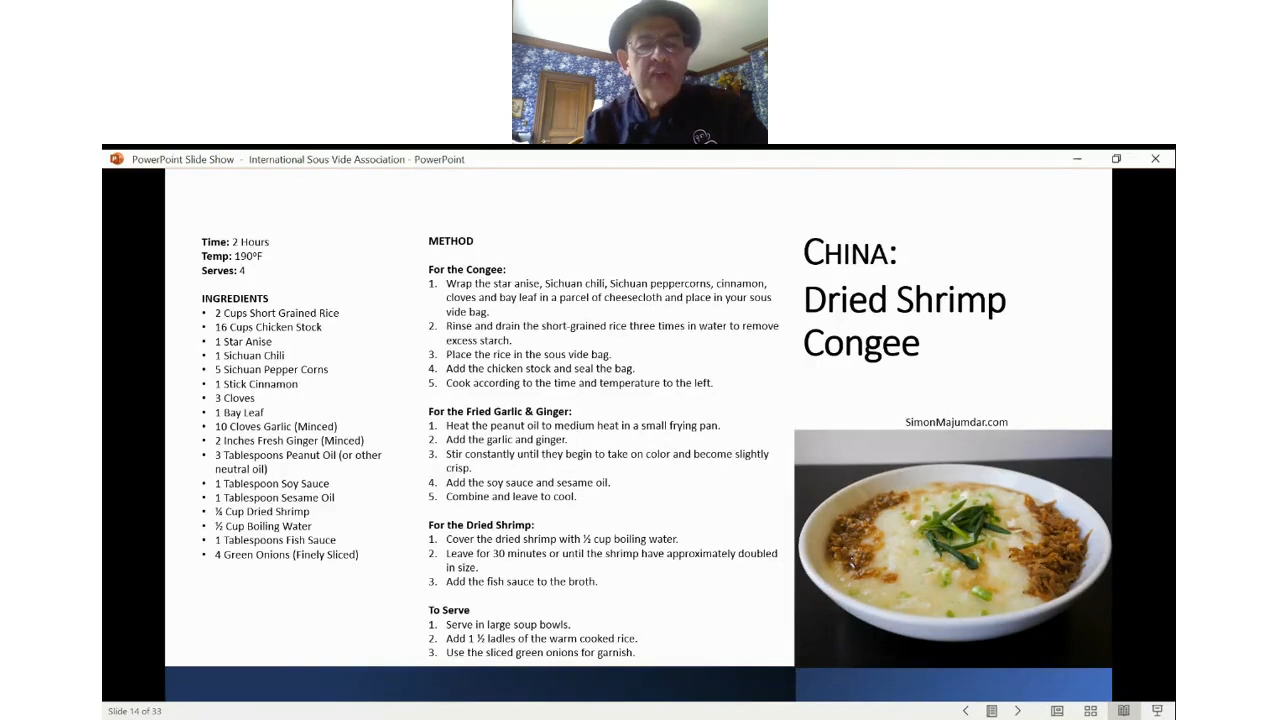 PowerPoint Slide Show - International Sous Vide Association - PowerPoint
Time: 2 Hours
Temp: 190ºF
Serves: 4
INGREDIENTS
• 2 Cups Short Grained Rice
• 16 Cups Chicken Stock
• 1 Star Anise
• 1 Sichuan Chili
• 5 Sichuan Pepper Corns
• 1 Stick Cinnamon
• 3 Cloves
• 1 Bay Leaf
• 10 Cloves Garlic (Minced)
• 2 Inches Fresh Ginger (Minced)
• 3 Tablespoons Peanut Oil (or other
neutral oil)
• 1 Tablespoon Soy Sauce
• 1 Tablespoon Sesame Oil
• ¼ Cup Dried Shrimp
• ½ Cup Boiling Water
• 1 Tablespoons Fish Sauce
• 4 Green Onions (Finely Sliced)
METHOD
For the Congee:
1. Wrap the star anise, Sichuan chili, Sichuan peppercorns, cinnamon,
cloves and bay leaf in a parcel of cheesecloth and place in your sous
vide bag.
2. Rinse and drain the short-grained rice three times in water to remove
excess starch.
3. Place the rice in the sous vide bag.
4. Add the chicken stock and seal the bag.
5. Cook according to the time and temperature to the left.
For the Fried Garlic & Ginger:
1. Heat the peanut oil to medium heat in a small frying pan.
2. Add the garlic and ginger.
3. Stir constantly until they begin to take on color and become slightly
crisp.
4. Add the soy sauce and sesame oil.
5. Combine and leave to cool.
For the Dried Shrimp:
1. Cover the dried shrimp with ½ cup boiling water.
2. Leave for 30 minutes or until the shrimp have approximately doubled
in size.
3. Add the fish sauce to the broth.
To Serve
1. Serve in large soup bowls.
2. Add 1 ½ ladles of the warm cooked rice.
3. Use the sliced green onions for garnish.
CHINA:
Dried Shrimp
Congee
SimonMajumdar.com
Slide 14 of 33